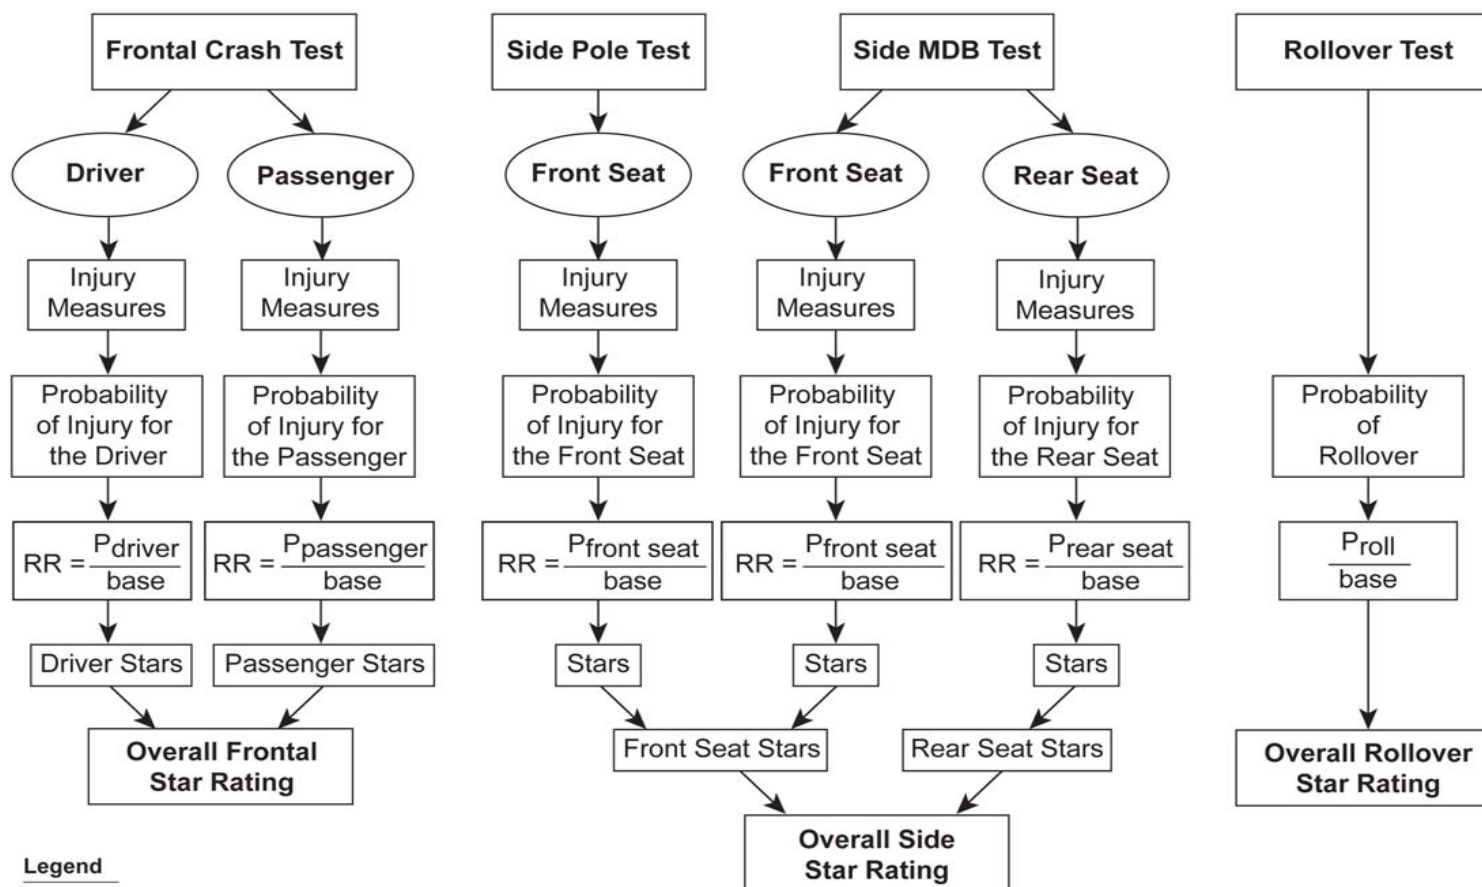 Frontal Crash Test
Side Pole Test
Side MDB Test
Rollover Test
Driver
Passenger
Front Seat
Front Seat
Rear Seat
Injury
Measures
Injury
Measures
Injury
Measures
Injury
Measures
Injury
Measures
Probability
of Injury for
the Driver
Probability
of Injury for
the Passenger
Probability
of Injury for
the Front Seat
Probability
of Injury for
the Front Seat
Probability
of Injury for
the Rear Seat
Probability
of
Rollover
RR = Pdriver
base
RR = Ppassenger
base
RR = Pfront seat
base
RR = Pfront seat
base
RR = Prear seat
base
Proll
base
Driver Stars
Passenger Stars
Stars
Stars
Stars
Overall Frontal
Star Rating
Front Seat Stars
Rear Seat Stars
Overall Rollover
Star Rating
Overall Side
Star Rating
Legend